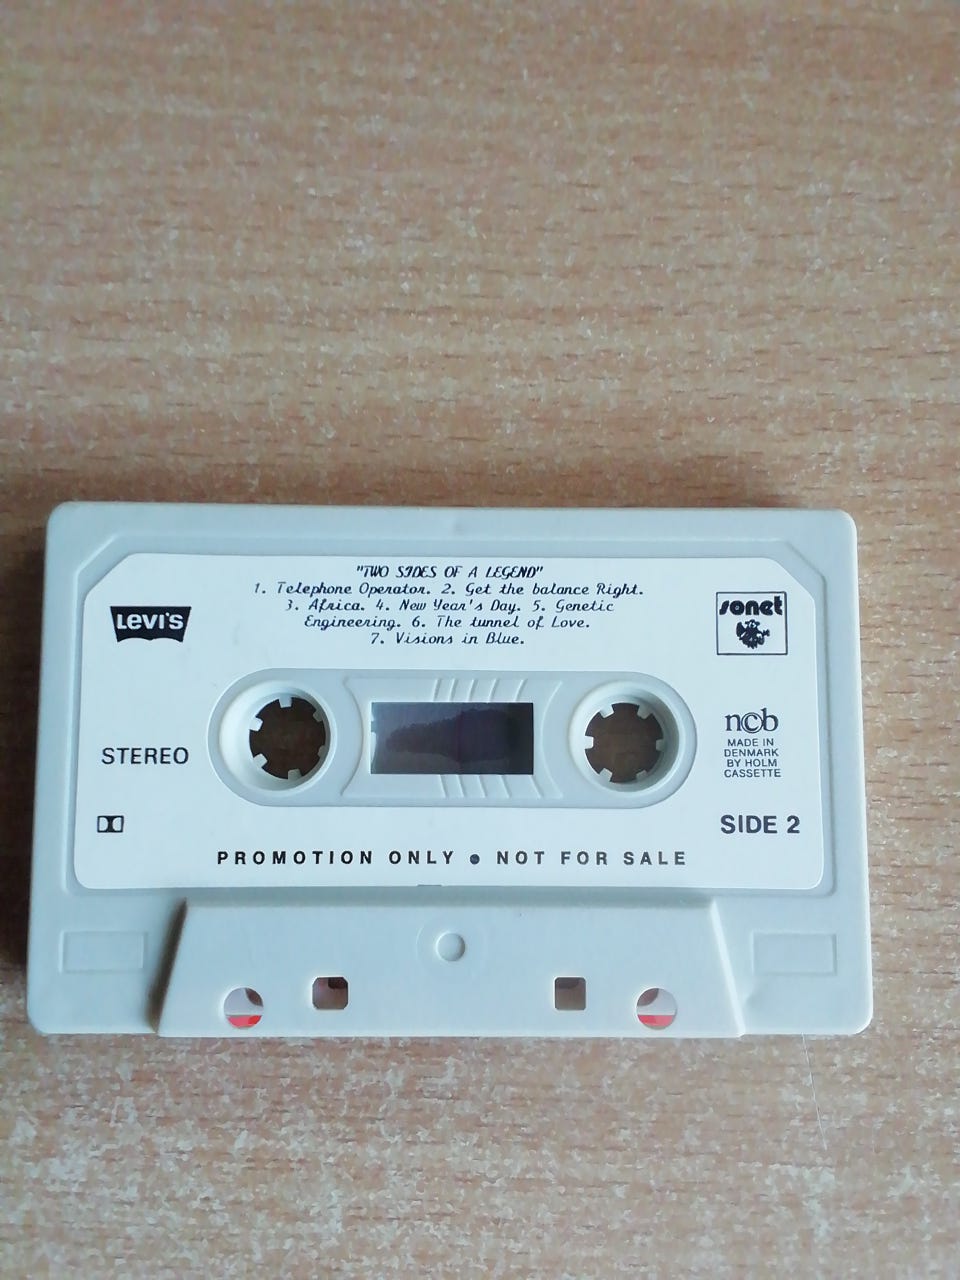 "TWO SIDES OF A LEGEND"
1. Telephone Operator. 2. Get the balance Right.
3. Africa. 4. New Year's Day. 5. Genetic
Engineering. 6. The tunnel of Love.
7. Visions in Blue.
LEVI'S
sonet
STEREO
ncb
MADE IN
DENMARK
BY HOLM
CASSETTE
SIDE 2
PROMOTION ONLY ● NOT FOR SALE